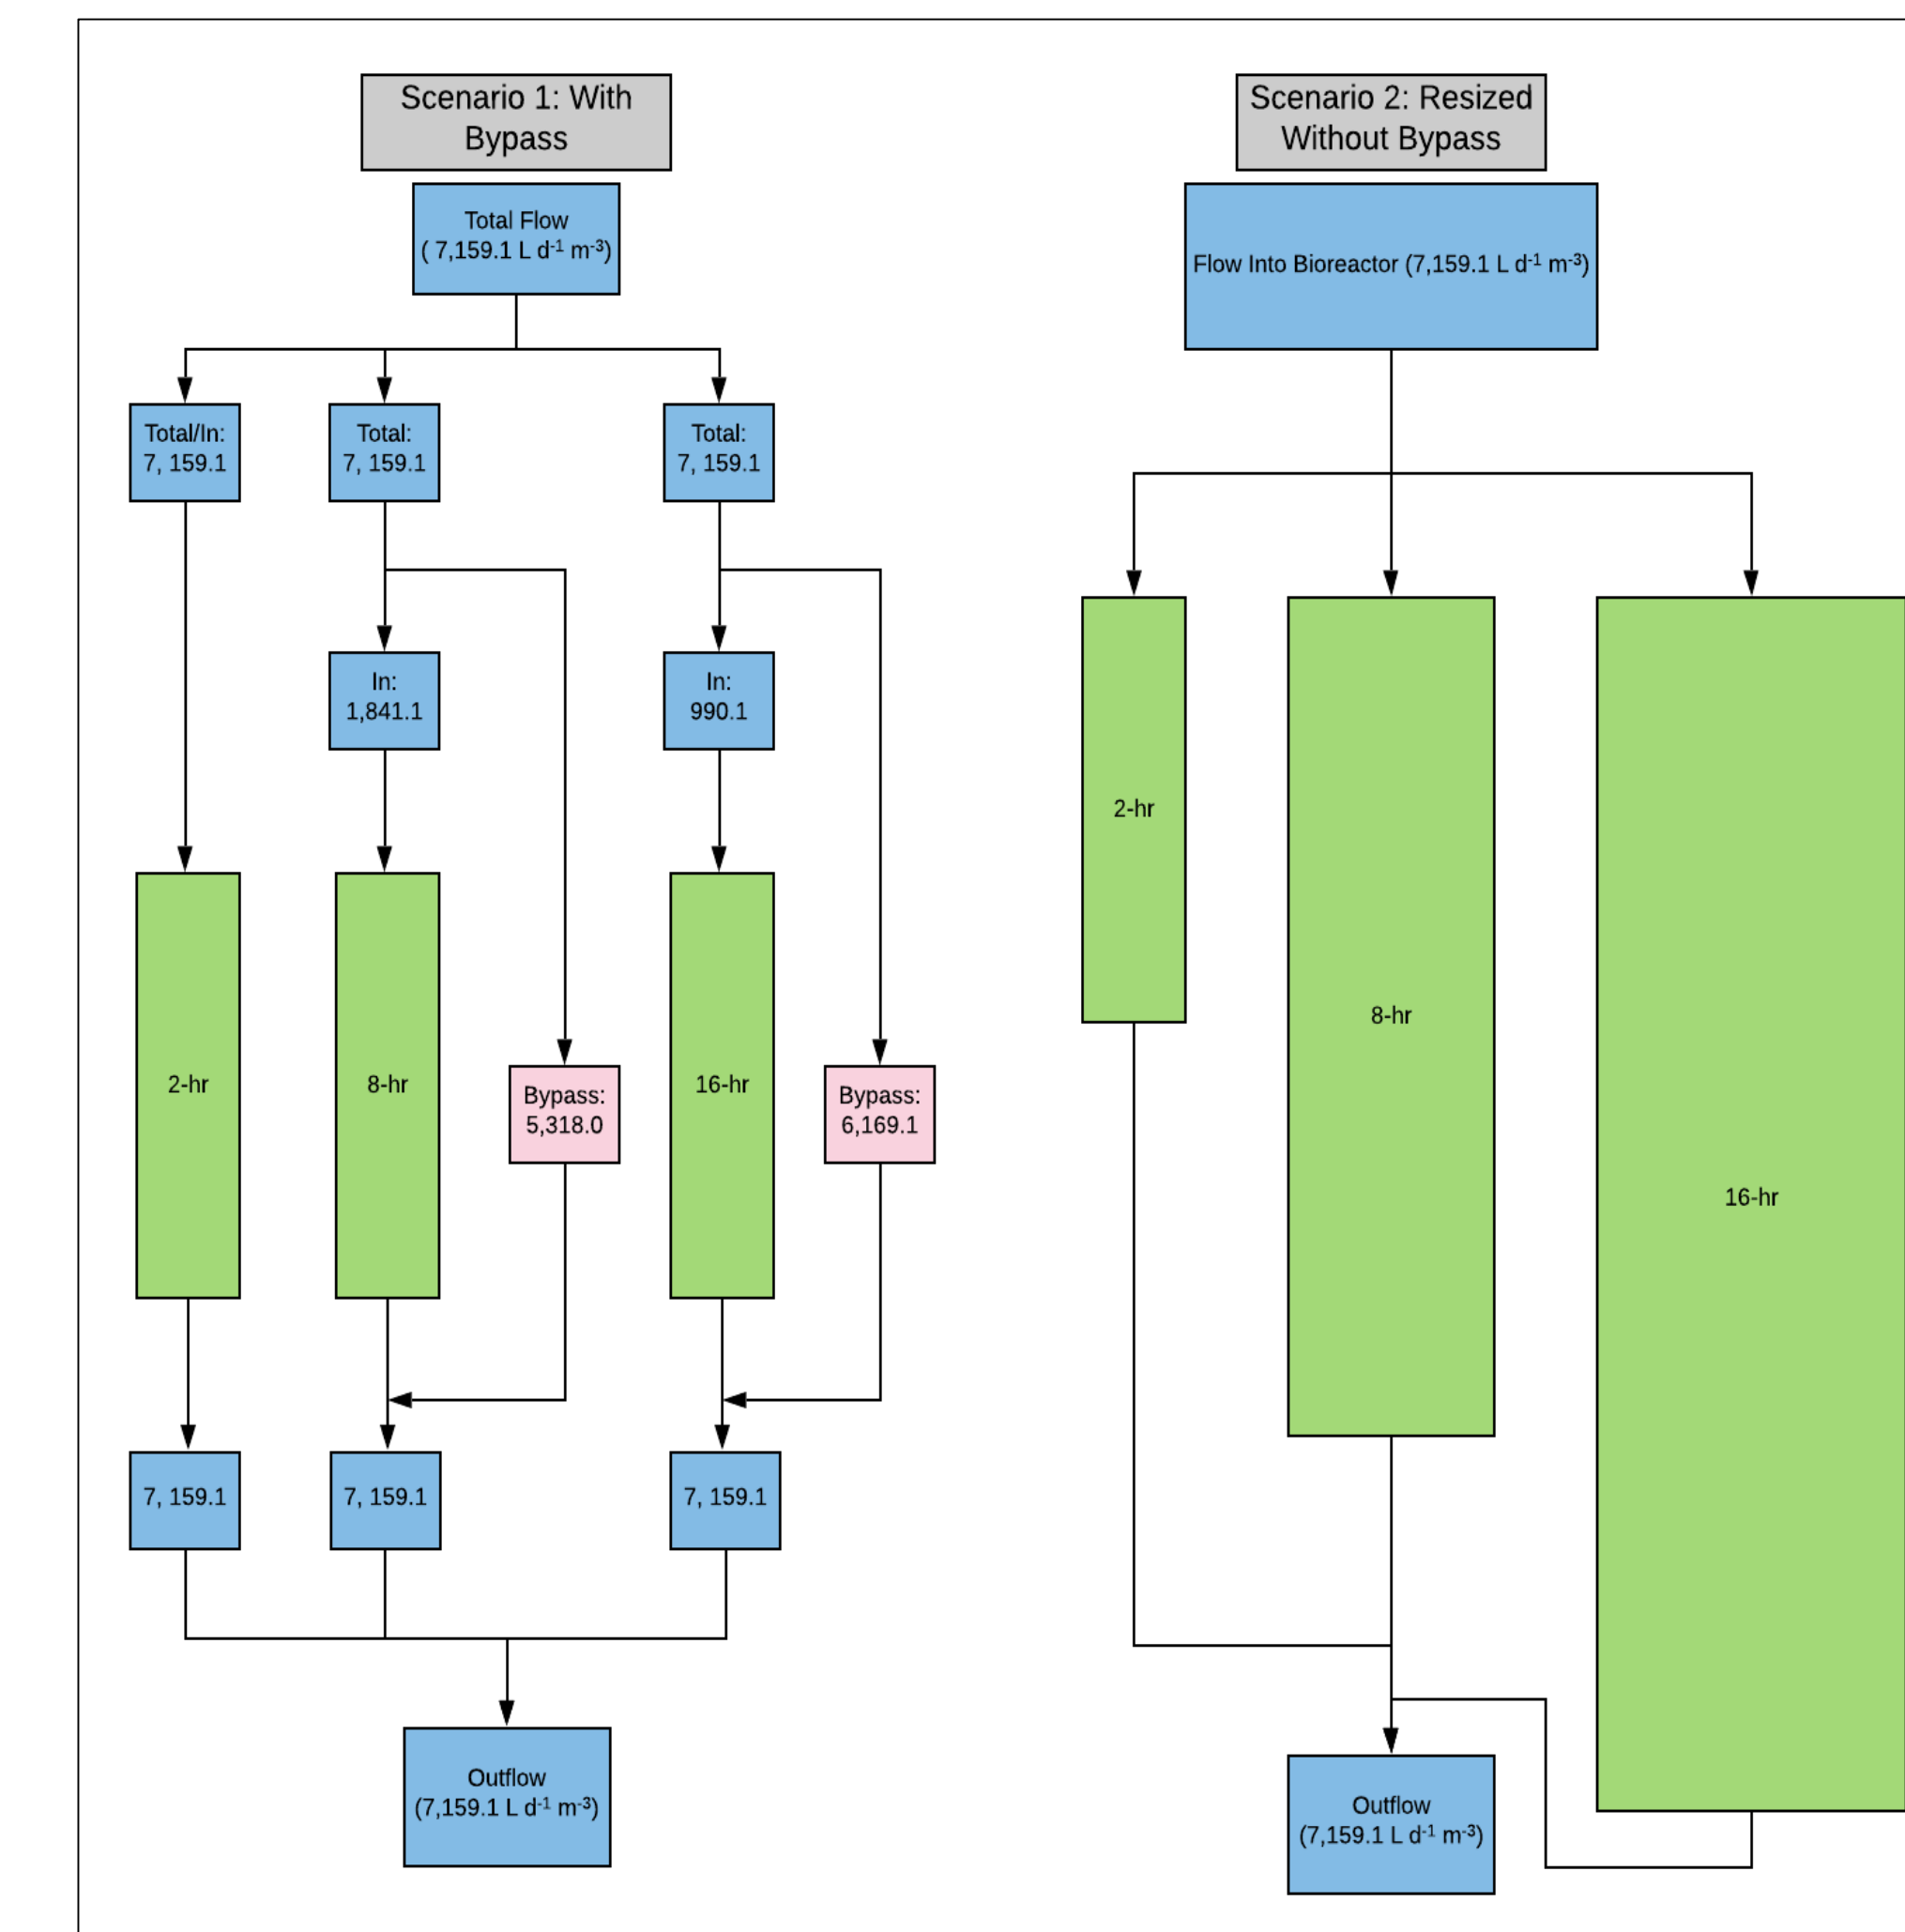 Scenario 1: With
Bypass
Total Flow
( 7,159.1 L d⁻¹ m⁻³)
Total/In:
7, 159.1
Total:
7, 159.1
Total:
7, 159.1
In:
1,841.1
In:
990.1
2-hr
8-hr
Bypass:
5,318.0
16-hr
Bypass:
6,169.1
7, 159.1
7, 159.1
7, 159.1
Outflow
(7,159.1 L d⁻¹ m⁻³)
Scenario 2: Resized
Without Bypass
Flow Into Bioreactor (7,159.1 L d⁻¹ m⁻³)
2-hr
8-hr
16-hr
Outflow
(7,159.1 L d⁻¹ m⁻³)